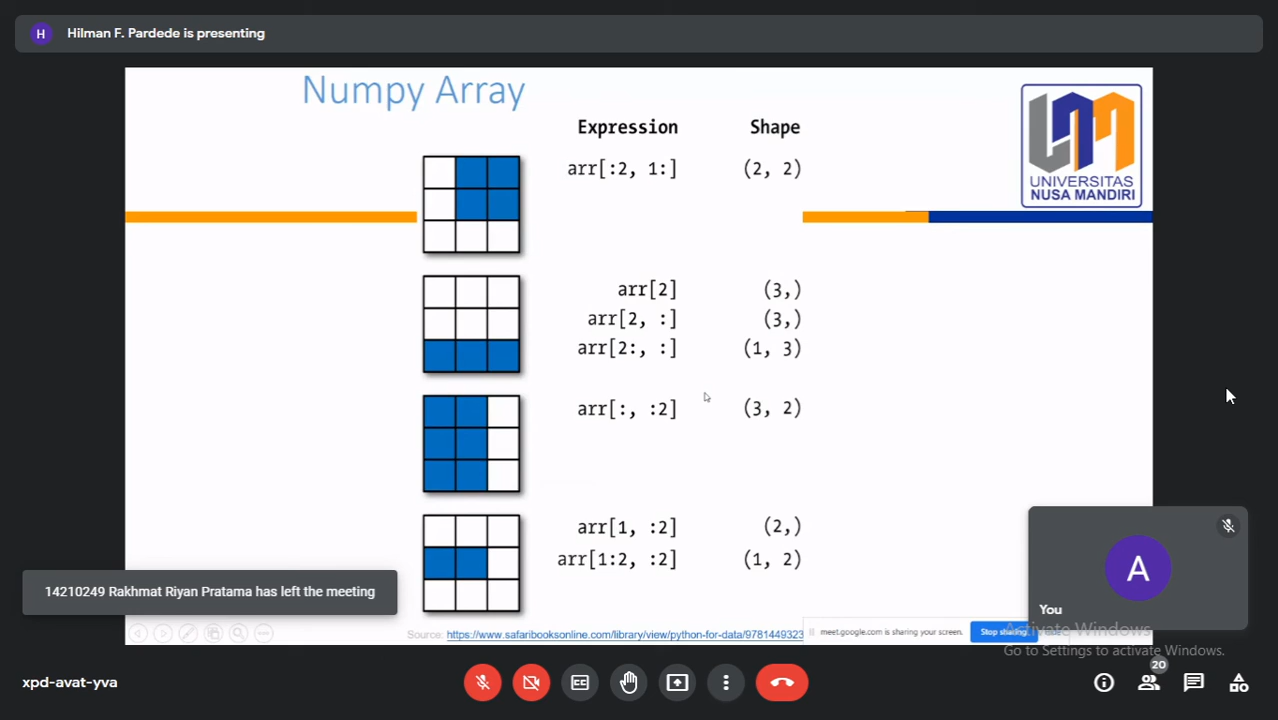 H
Hilman F. Pardede is presenting
Numpy Array
Expression Shape
arr[:2, 1:] (2, 2)
UNIVERSITAS
NUSA MANDIRI
arr[2] (3,)
arr[2, :] (3,)
arr[2:, :] (1, 3)
arr[:, :2] (3, 2)
arr[1, :2] (2,)
arr[1:2, :2] (1, 2)
A
You
14210249 Rakhmat Riyan Pratama has left the meeting
Source: https://www.safaribooksonline.com/library/view/python-for-data/9781449323
meet.google.com is sharing your screen.
Stop sharing
Activate Windows
Go to Settings to activate Windows.
xpd-avat-yva
CC
20